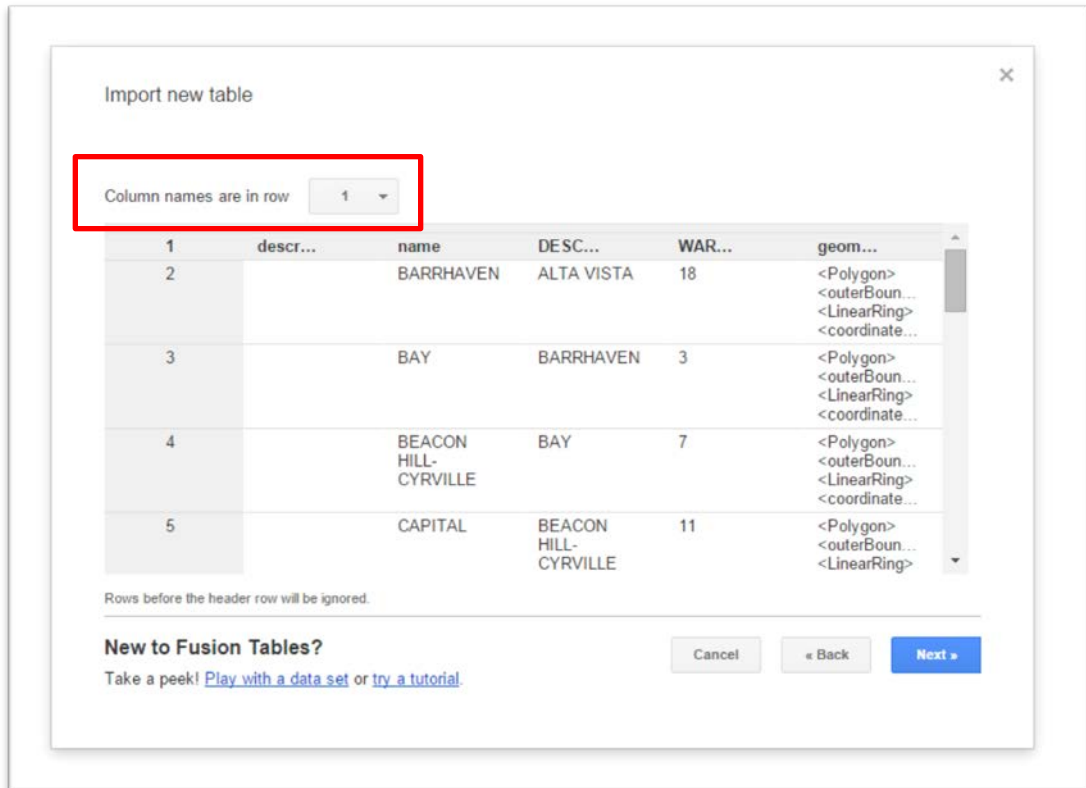 Import new table
×
Column names are in row 1
1 descr... name DESC... WAR... geom...
2 BARRHAVEN ALTA VISTA 18 <Polygon>
<outerBoun...
<LinearRing>
<coordinate...
3 BAY BARRHAVEN 3 <Polygon>
<outerBoun...
<LinearRing>
<coordinate...
4 BEACON BAY 7 <Polygon>
HILL- <outerBoun...
CYRVILLE <LinearRing>
<coordinate...
5 CAPITAL BEACON 11 <Polygon>
HILL- <outerBoun...
CYRVILLE <LinearRing>
Rows before the header row will be ignored.
New to Fusion Tables?
Take a peek! Play with a data set or try a tutorial.
Cancel « Back Next »